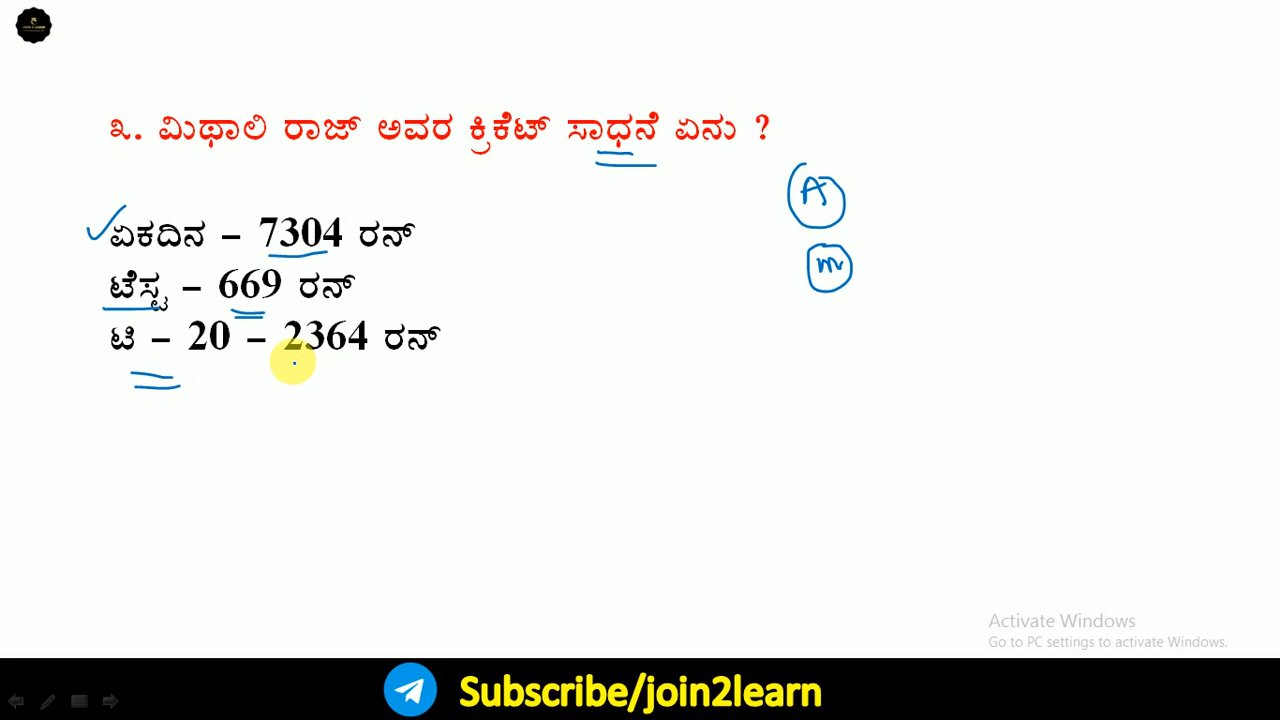 ೩. ಮಿಥಾಲಿ ರಾಜ್ ಅವರ ಕ್ರಿಕೆಟ್ ಸಾಧನೆ ಏನು ?
A
ಏಕದಿನ – 7304 ರನ್
m
ಟೆಸ್ಟ – 669 ರನ್
ಟಿ – 20 – 2364 ರನ್
Activate Windows
Go to PC settings to activate Windows.
Subscribe/join2learn